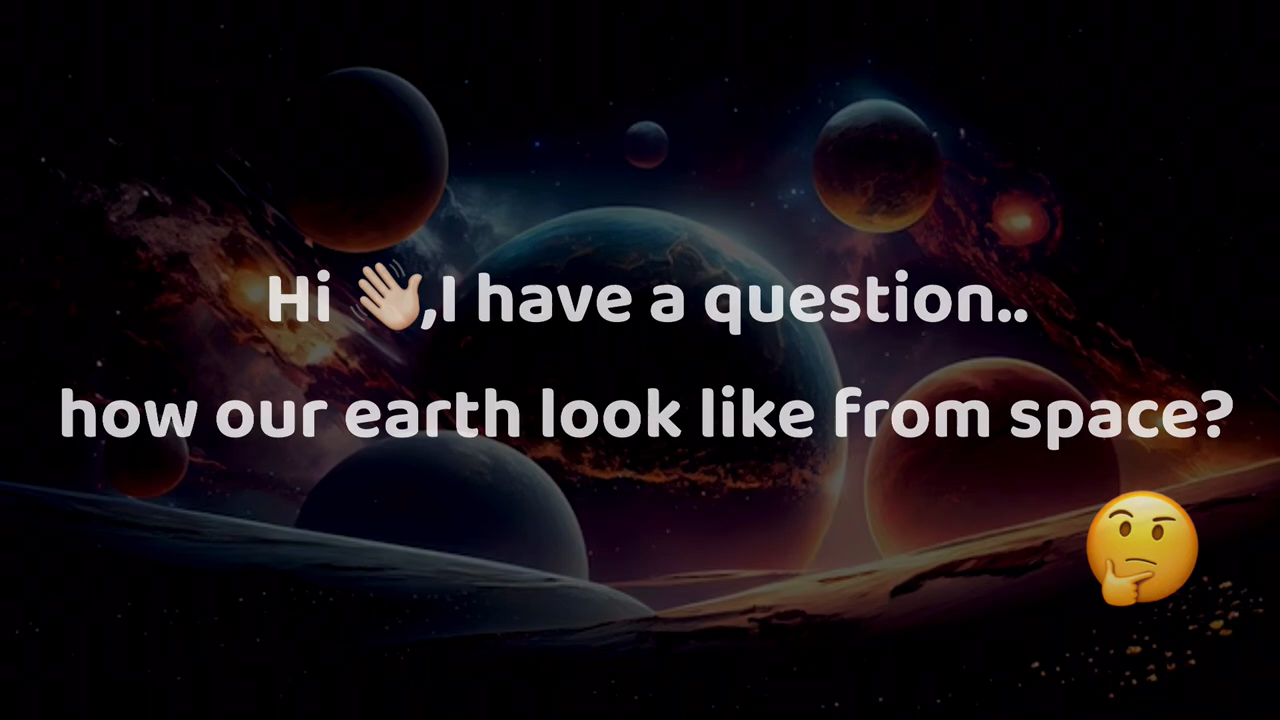 Hi 👋🏻,I have a question..
how our earth look like from space?